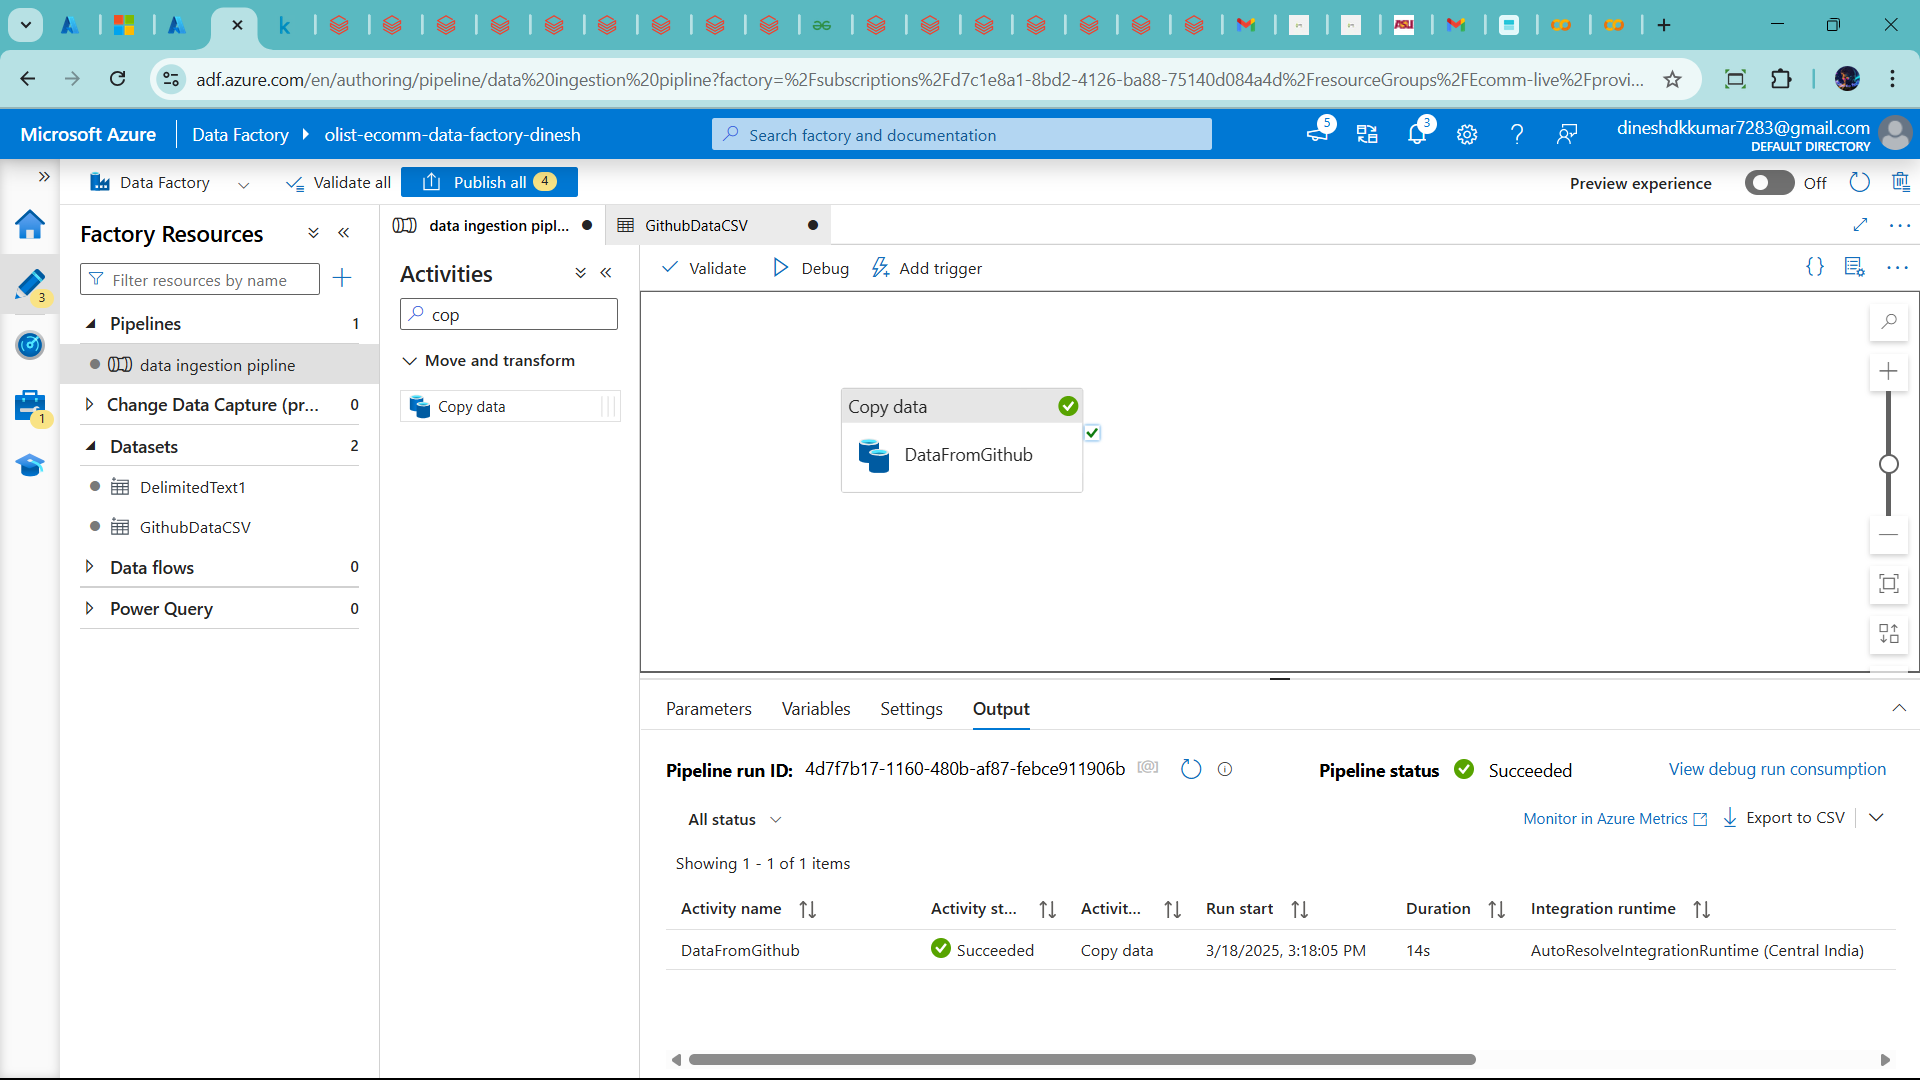 adf.azure.com/en/authoring/pipeline/data%20ingestion%20pipline?factory=%2Fsubscriptions%2Fd7c1e8a1-8bd2-4126-ba88-75140d084a4d%2FresourceGroups%2FEcomm-live%2Fprovi...
Microsoft Azure
Data Factory
olist-ecomm-data-factory-dinesh
Search factory and documentation
5
3
dineshdkkumar7283@gmail.com
DEFAULT DIRECTORY
Data Factory
Validate all
Publish all
4
Preview experience
Off
3
1
Factory Resources
Filter resources by name
Pipelines
1
data ingestion pipline
Change Data Capture (pr...
0
Datasets
2
DelimitedText1
GithubDataCSV
Data flows
0
Power Query
0
data ingestion pipl...
GithubDataCSV
Activities
cop
Move and transform
Copy data
Validate
Debug
Add trigger
Copy data
DataFromGithub
Parameters
Variables
Settings
Output
Pipeline run ID: 4d7f7b17-1160-480b-af87-febce911906b
Pipeline status
Succeeded
View debug run consumption
All status
Monitor in Azure Metrics
Export to CSV
Showing 1 - 1 of 1 items
Activity name
Activity st...
Activit...
Run start
Duration
Integration runtime
DataFromGithub
Succeeded
Copy data
3/18/2025, 3:18:05 PM
14s
AutoResolveIntegrationRuntime (Central India)